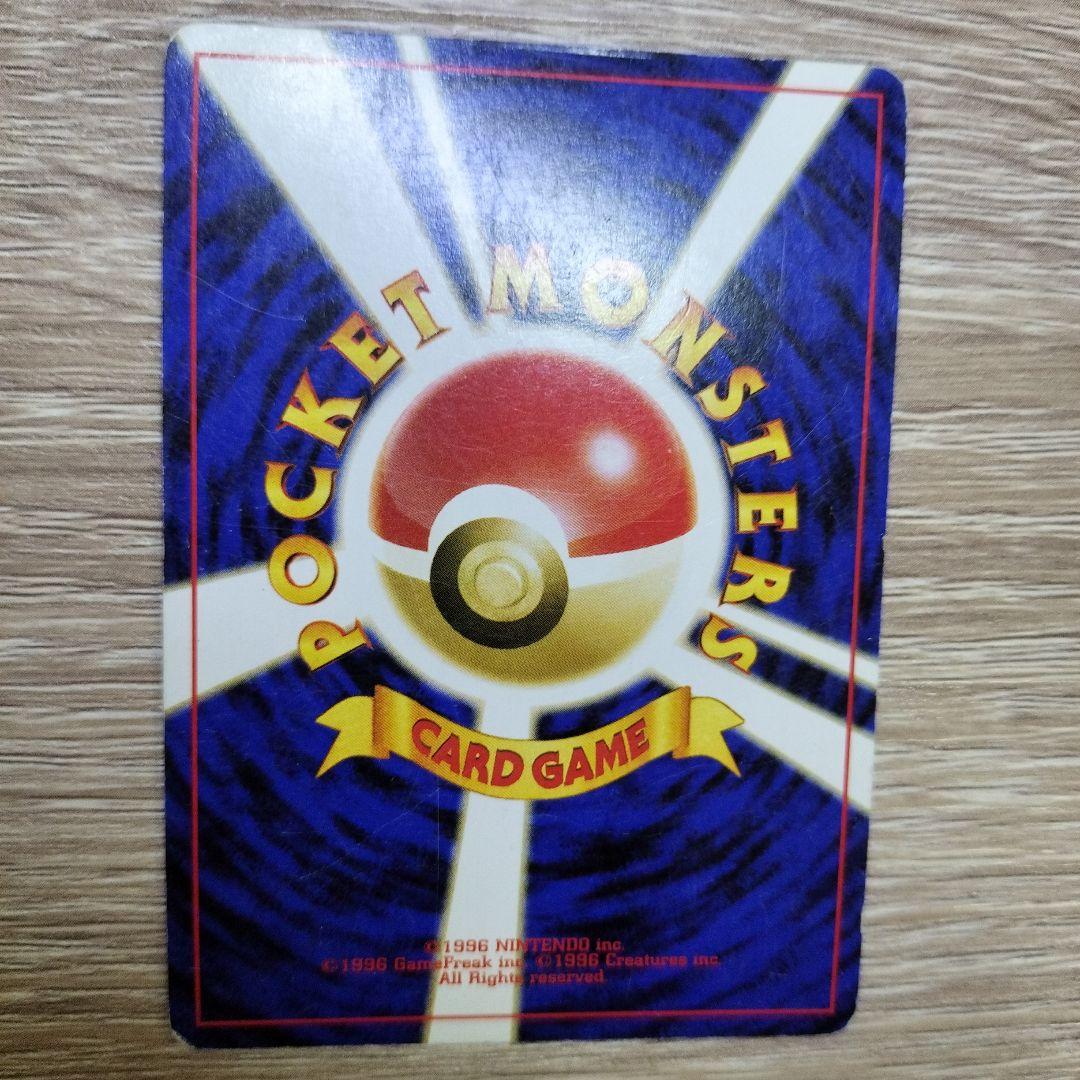 POCKET MONSTERS
CARD GAME
©1996 NINTENDO inc.
©1996 GameFreak inc. ©1996 Creatures inc.
All Rights reserved.